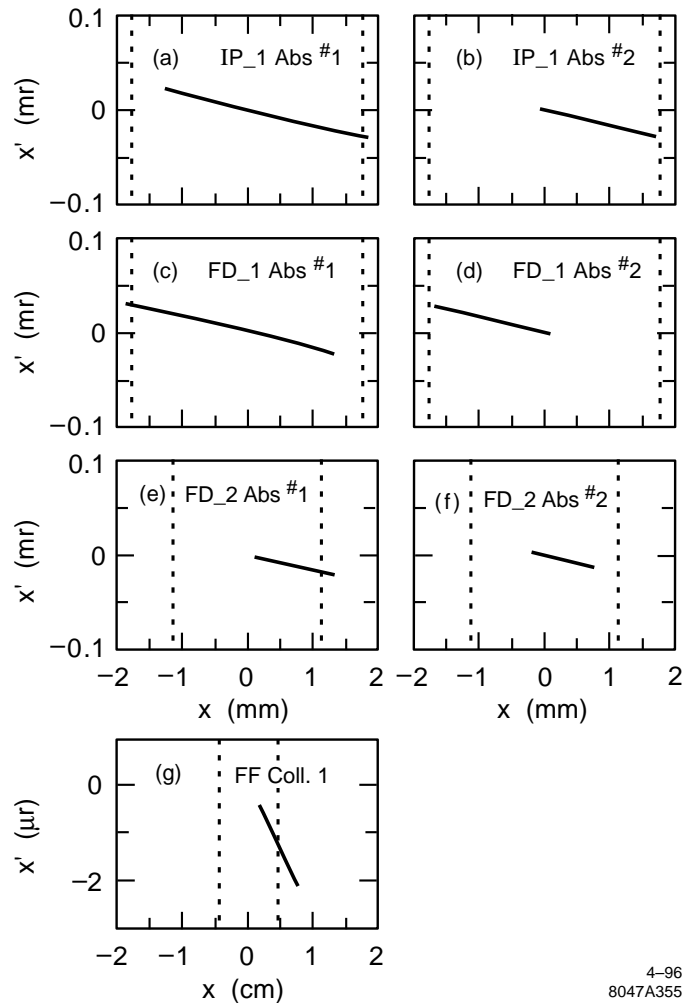 0.1
(a) IP_1 Abs #1
(b) IP_1 Abs #2
x' (mr)
0
−0.1
0.1
(c) FD_1 Abs #1
(d) FD_1 Abs #2
x' (mr)
0
−0.1
0.1
(e) FD_2 Abs #1
(f) FD_2 Abs #2
x' (mr)
0
−0.1
−2 −1 0 1 2 −2 −1 0 1 2
x (mm) x (mm)
(g) FF Coll. 1
0
x' (μr)
−2
−2 −1 0 1 2
x (cm)
4–96
8047A355